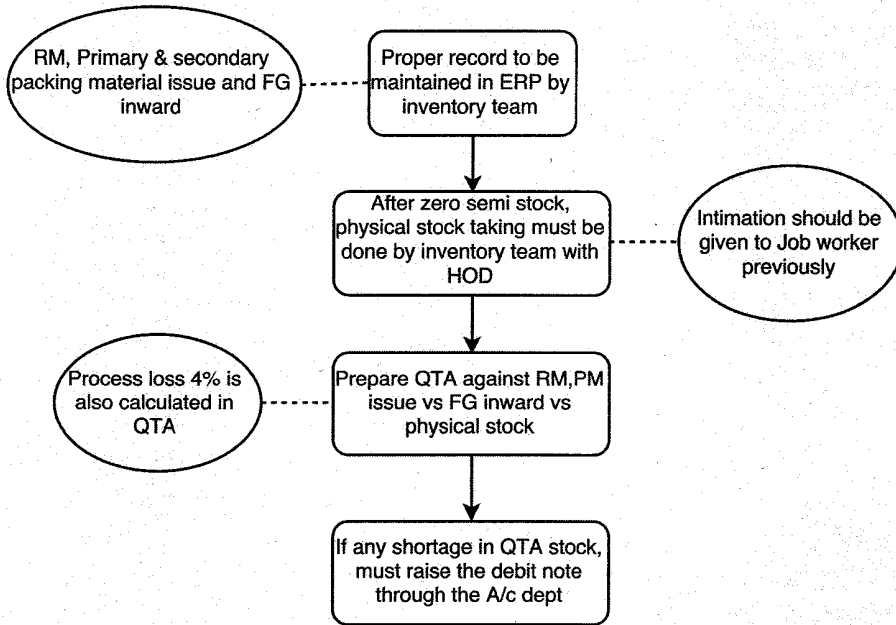 RM, Primary & secondary
packing material issue and FG
inward
Proper record to be
maintained in ERP by
inventory team
After zero semi stock,
physical stock taking must be
done by inventory team with
HOD
Intimation should be
given to Job worker
previously
Process loss 4% is
also calculated in
QTA
Prepare QTA against RM,PM
issue vs FG inward vs
physical stock
If any shortage in QTA stock,
must raise the debit note
through the A/c dept